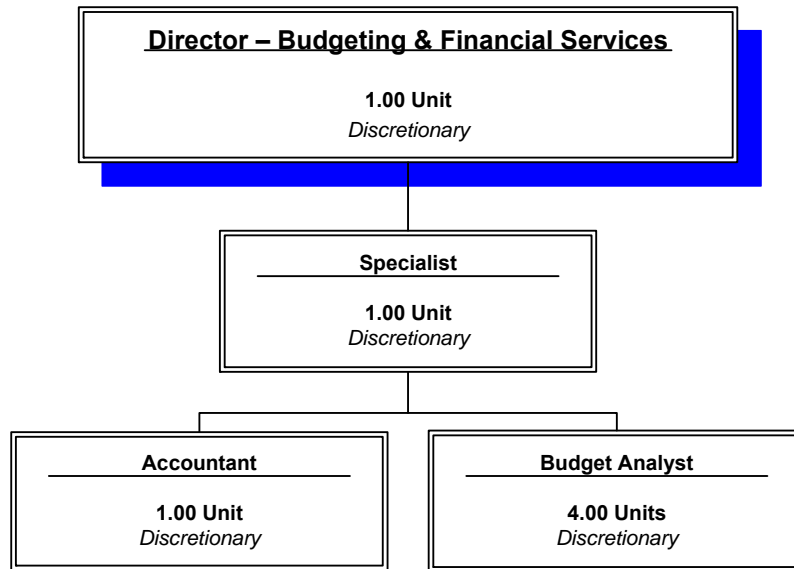 Director – Budgeting & Financial Services
1.00 Unit
Discretionary
Specialist
1.00 Unit
Discretionary
Accountant
1.00 Unit
Discretionary
Budget Analyst
4.00 Units
Discretionary